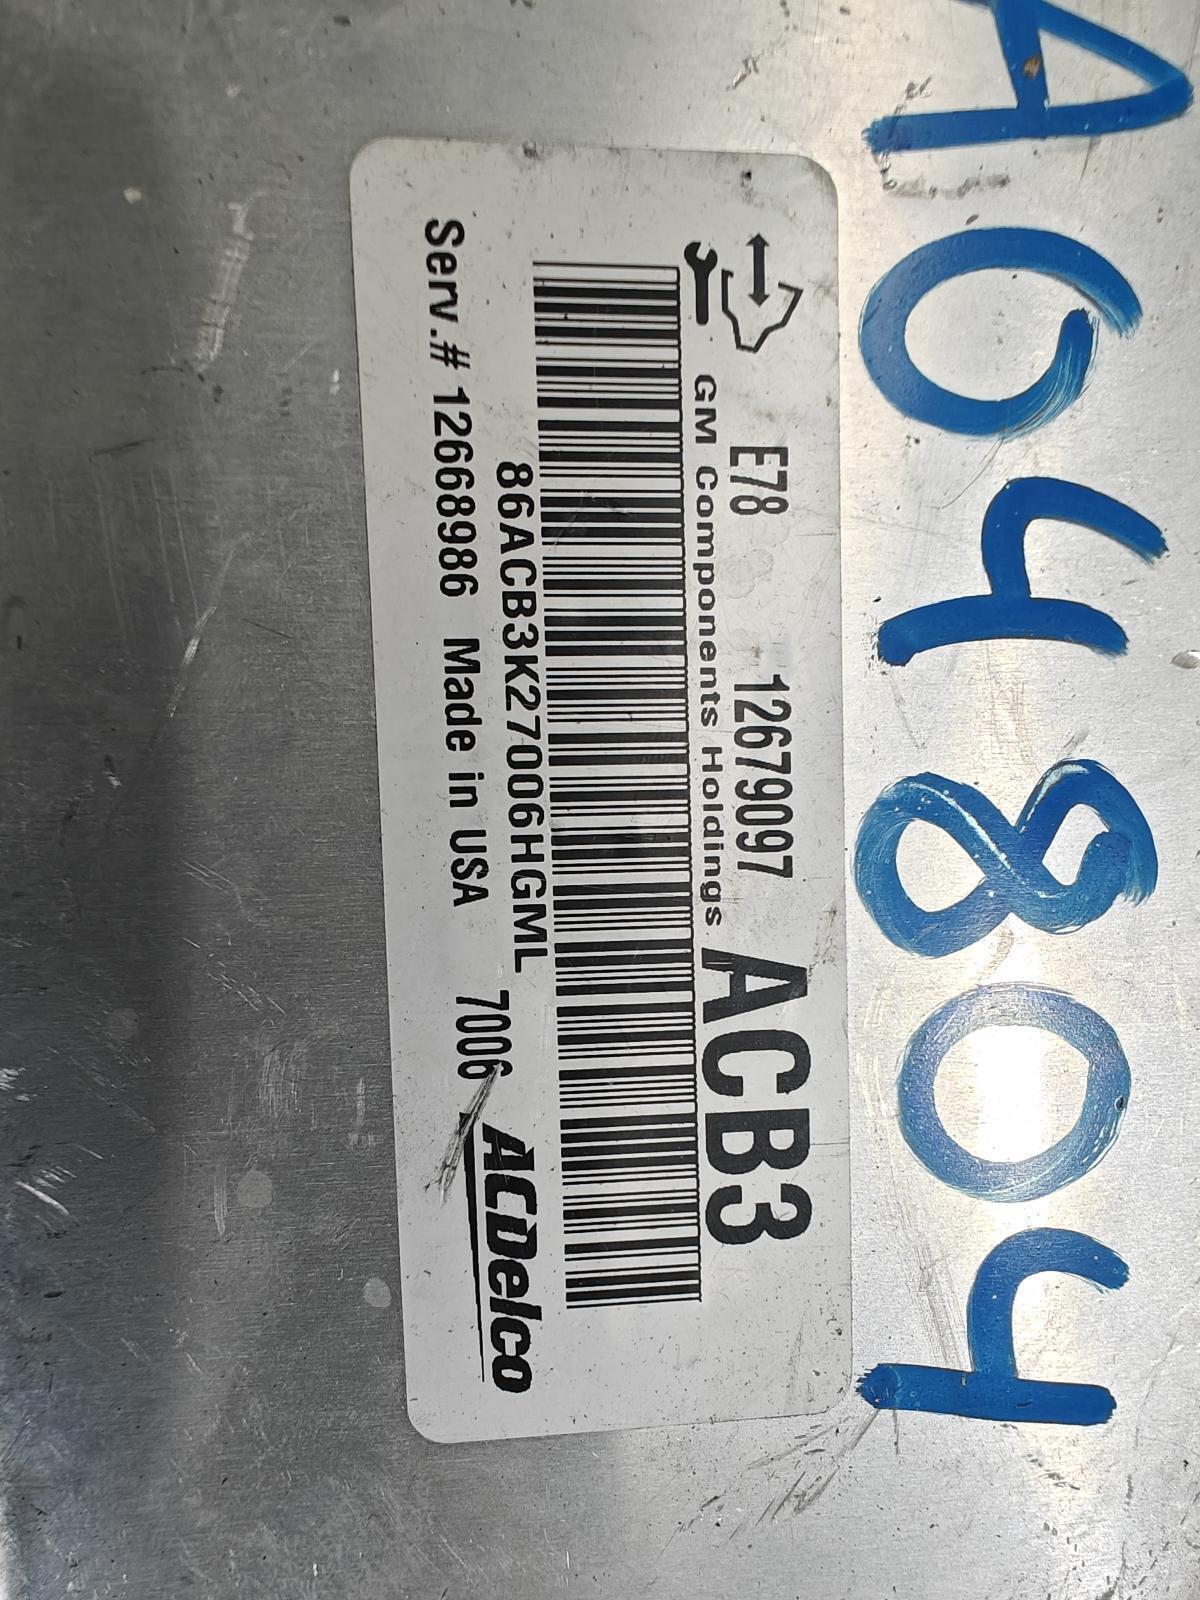 A64804
E78 12679097 ACB3
GM Components Holdings
86ACB3K27006HGML
Serv.# 12668986 Made in USA 7006 ACDelco